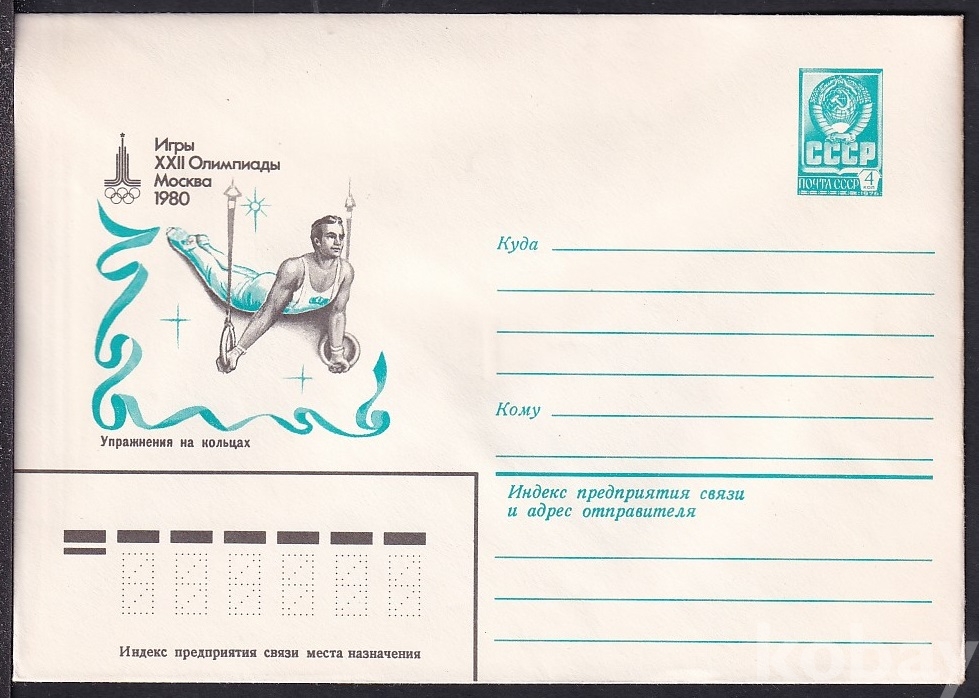 Игры
XXII Олимпиады
Москва
1980
СССР
ПОЧТА СССР
4
КОП
Куда
Кому
Упражнения на кольцах
Индекс предприятия связи
и адрес отправителя
Индекс предприятия связи места назначения
kobay